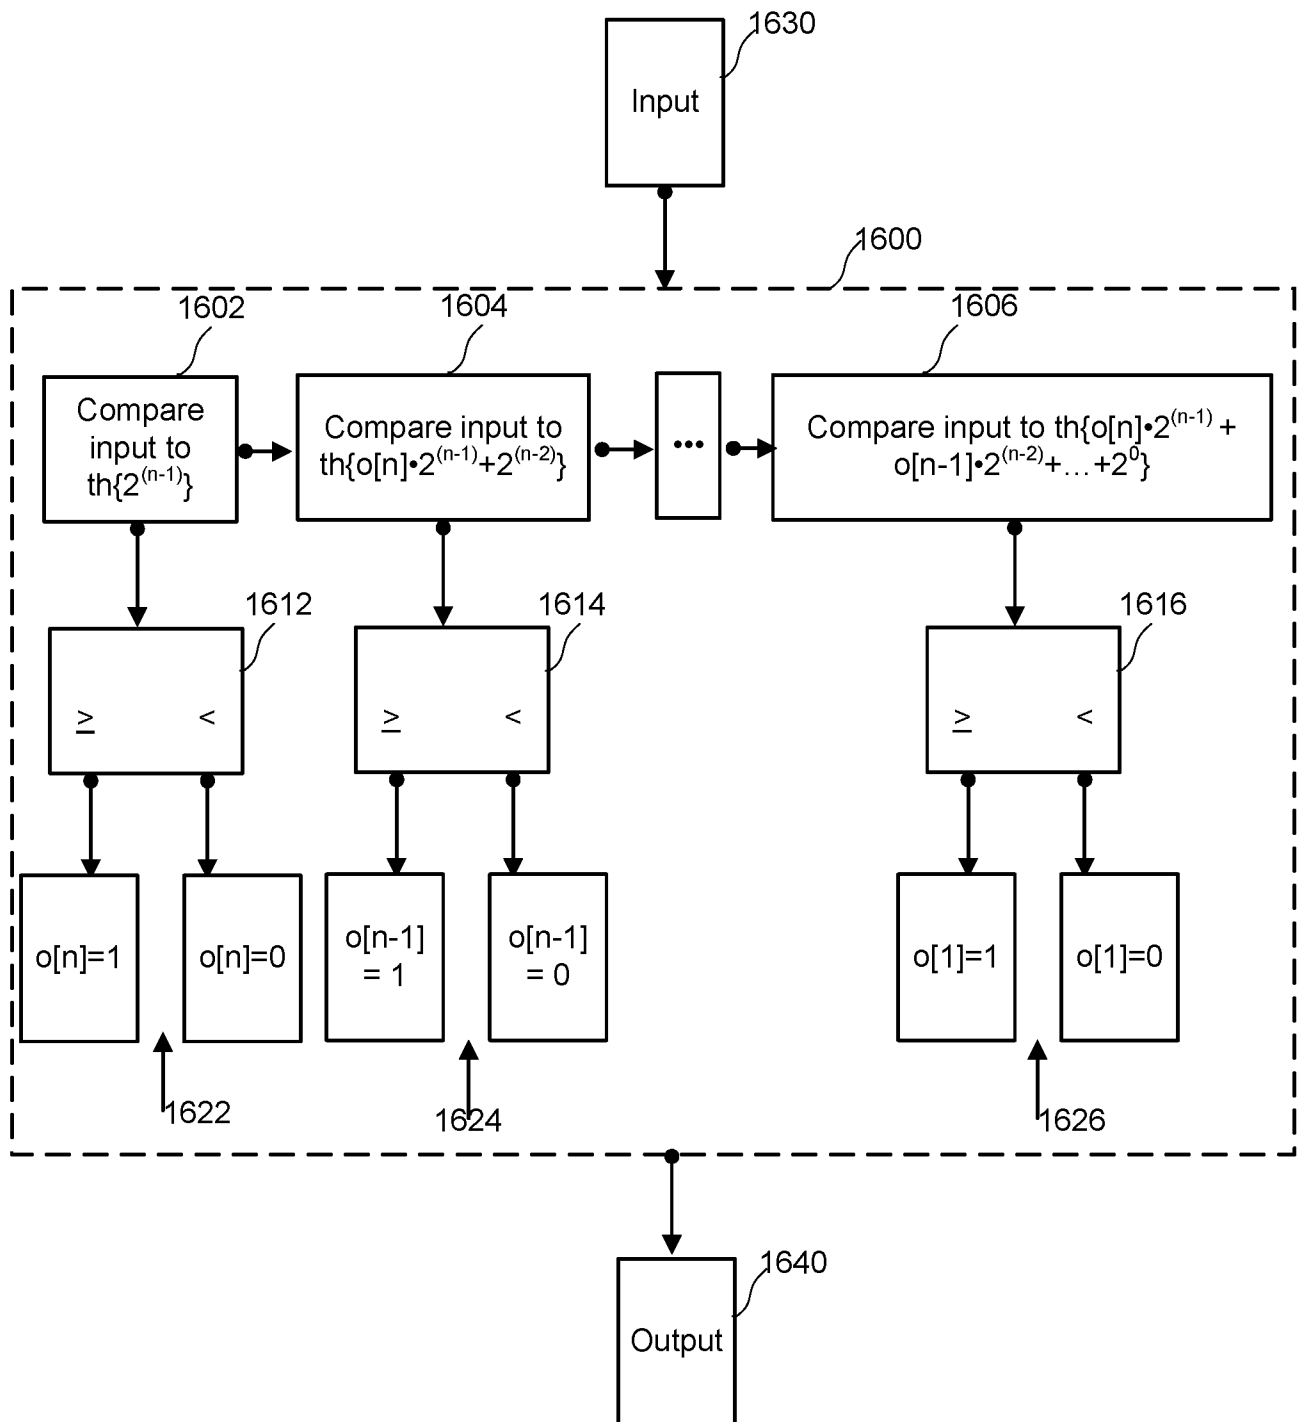 1630
Input
1600
1602
1604
1606
Compare
input to
th{2^(n-1)}
Compare input to
th{o[n]•2^(n-1)+2^(n-2)}
•••
Compare input to th{o[n]•2^(n-1) +
o[n-1]•2^(n-2)+…+2^0}
1612
1614
1616
≥ <
≥ <
≥ <
o[n]=1
o[n]=0
o[n-1]
= 1
o[n-1]
= 0
o[1]=1
o[1]=0
1622
1624
1626
1640
Output